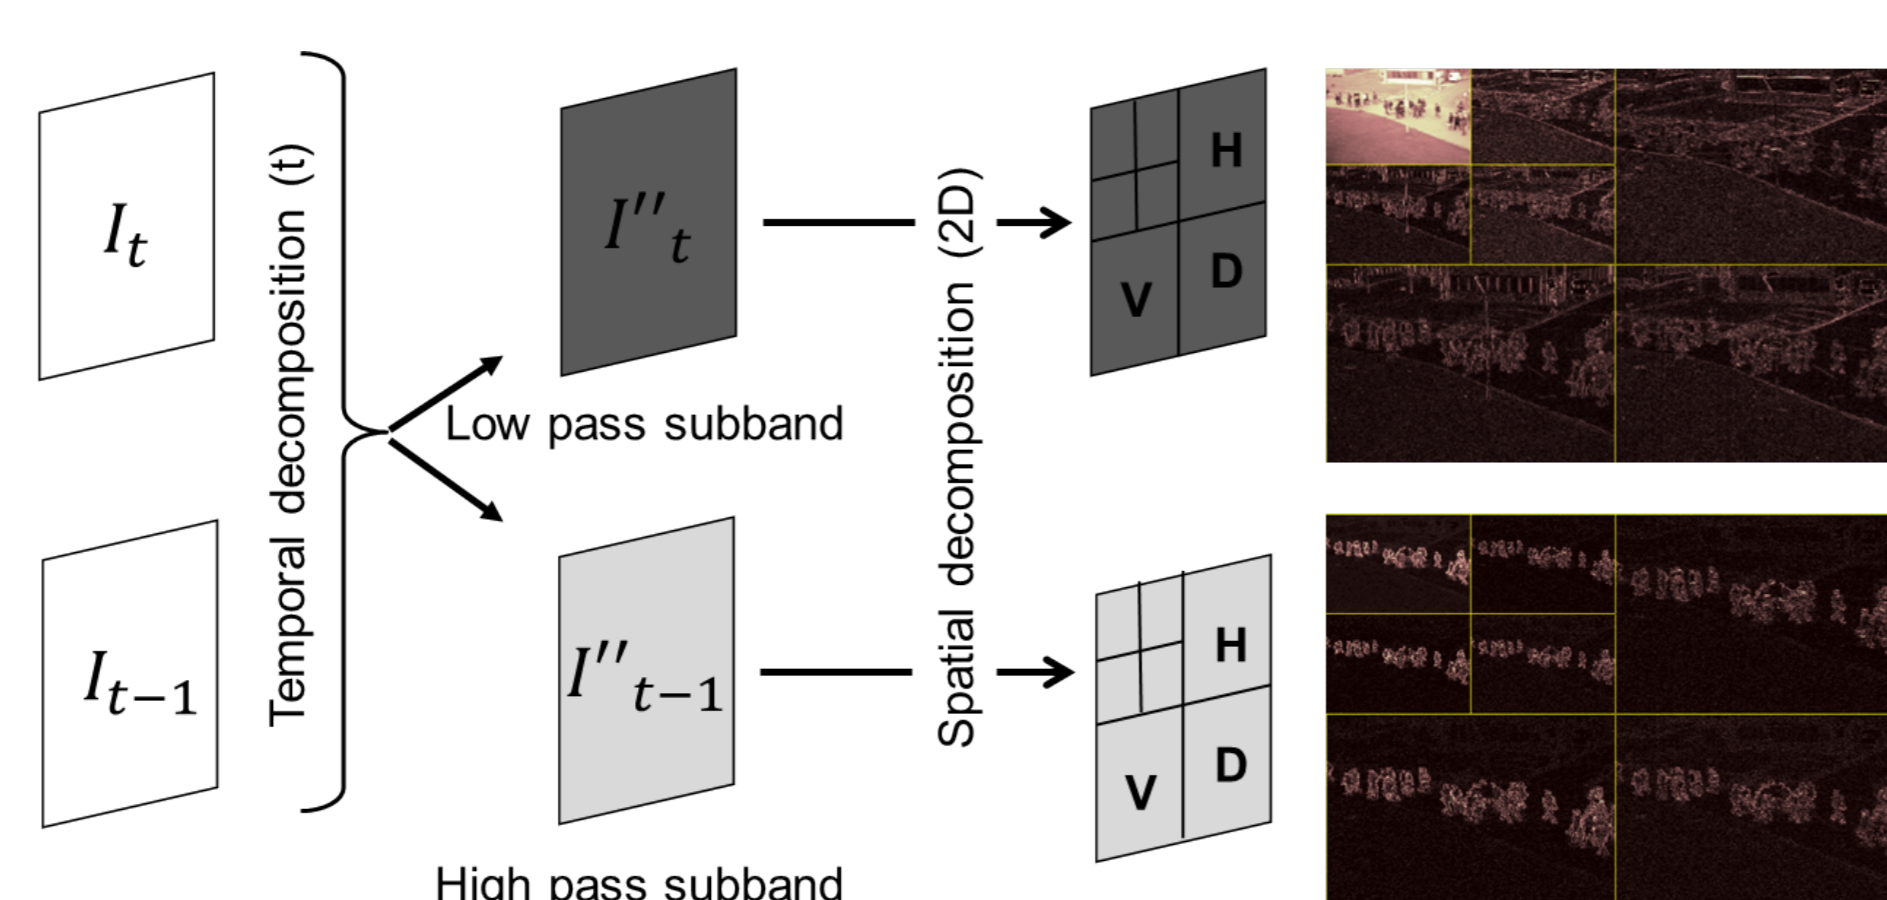 I_t
I_{t−1}
Temporal decomposition (t)
I''_t
Low pass subband
I''_{t−1}
High pass subband
Spatial decomposition (2D)
H
V
D
H
V
D